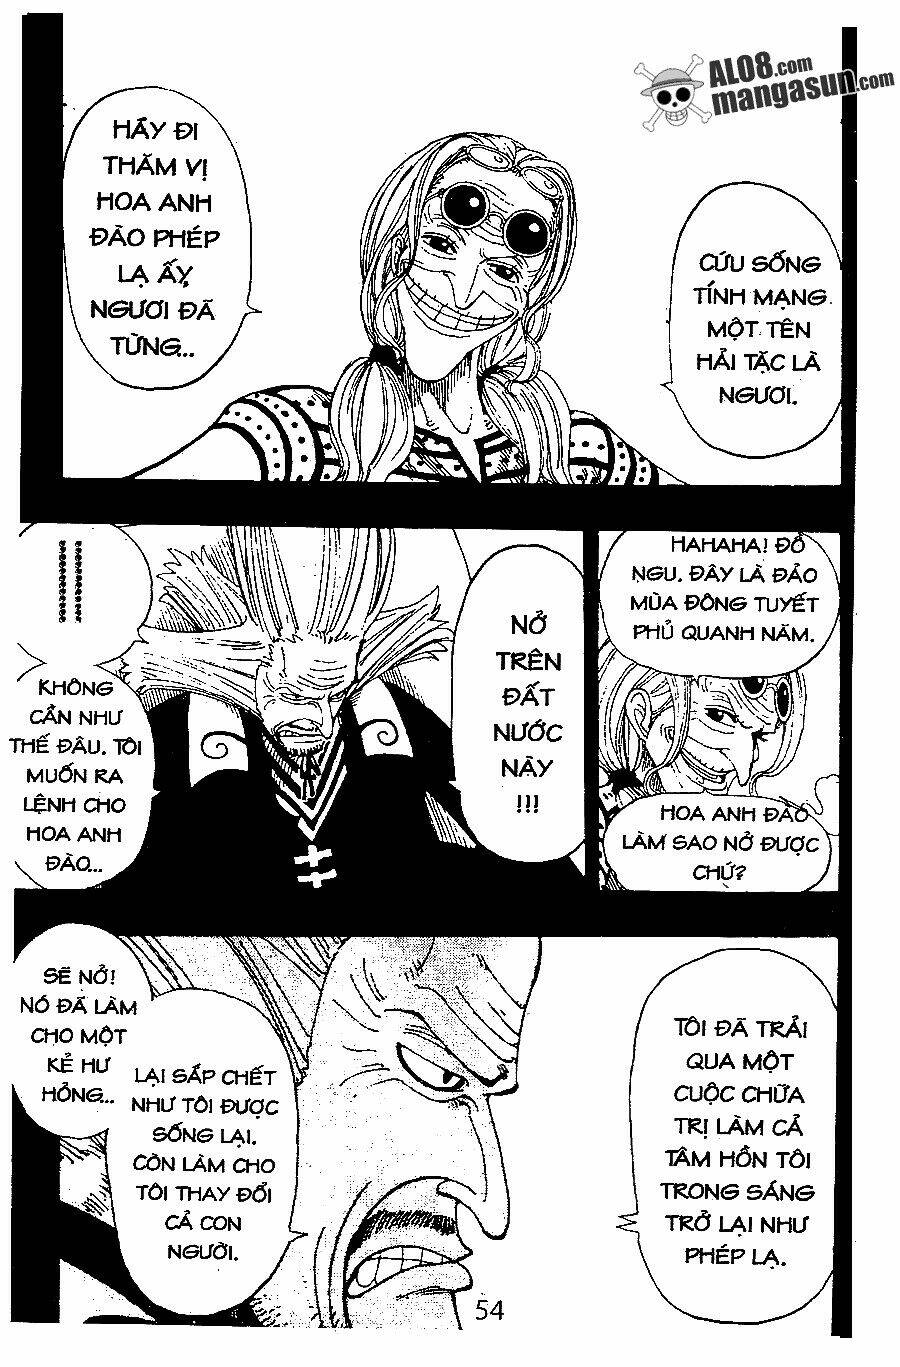 AL08.com
mangasun.com
HÃY ĐI
THĂM VỊ
HOA ANH
ĐÀO PHÉP
LẠ ẤY,
NGƯƠI ĐÃ
TỪNG...
CỨU SỐNG
TÍNH MẠNG
MỘT TÊN
HẢI TẶC LÀ
NGƯƠI.
KHÔNG
CẦN NHƯ
THẾ ĐÂU. TÔI
MUỐN RA
LỆNH CHO
HOA ANH
ĐÀO...
NỞ
TRÊN
ĐẤT
NƯỚC
NÀY
!!!
HAHAHA! ĐỒ
NGU. ĐÂY LÀ ĐẢO
MÙA ĐÔNG TUYẾT
PHỦ QUANH NĂM.
HOA ANH ĐÀO
LÀM SAO NỞ ĐƯỢC
CHỨ?
SẼ NỞ!
NÓ ĐÃ LÀM
CHO MỘT
KẺ HƯ
HỎNG...
LẠI SẮP CHẾT
NHƯ TÔI ĐƯỢC
SỐNG LẠI.
CÒN LÀM CHO
TÔI THAY ĐỔI
CẢ CON
NGƯỜI.
TÔI ĐÃ TRẢI
QUA MỘT
CUỘC CHỮA
TRỊ LÀM CẢ
TÂM HỒN TÔI
TRONG SÁNG
TRỞ LẠI NHƯ
PHÉP LẠ.
54